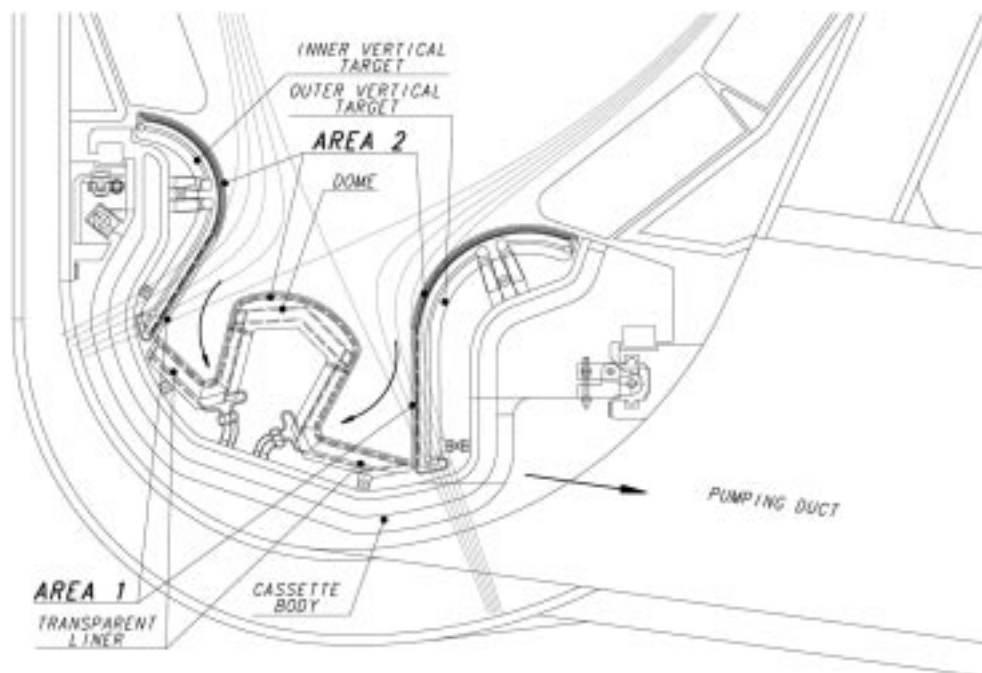 INNER VERTICAL
TARGET
OUTER VERTICAL
TARGET
AREA 2
DOME
PUMPING DUCT
AREA 1
TRANSPARENT
LINER
CASSETTE
BODY